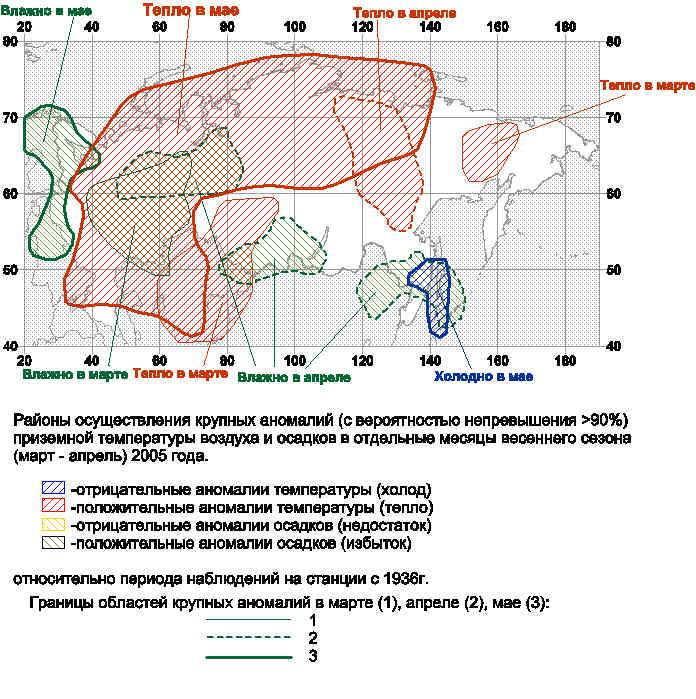 Влажно в мае
Тепло в мае
Тепло в апреле
20 40 60 80 100 120 140 160 180
80 80
Тепло в марте
70 70
60 60
50 50
40 40
20 40 60 80 100 120 140 160 180
Влажно в марте Тепло в марте Влажно в апреле Холодно в мае
Районы осуществления крупных аномалий (с вероятностью непревышения >90%)
приземной температуры воздуха и осадков в отдельные месяцы весеннего сезона
(март - апрель) 2005 года.
-отрицательные аномалии температуры (холод)
-положительные аномалии температуры (тепло)
-отрицательные аномалии осадков (недостаток)
-положительные аномалии осадков (избыток)
относительно периода наблюдений на станции с 1936г.
Границы областей крупных аномалий в марте (1), апреле (2), мае (3):
1
2
3